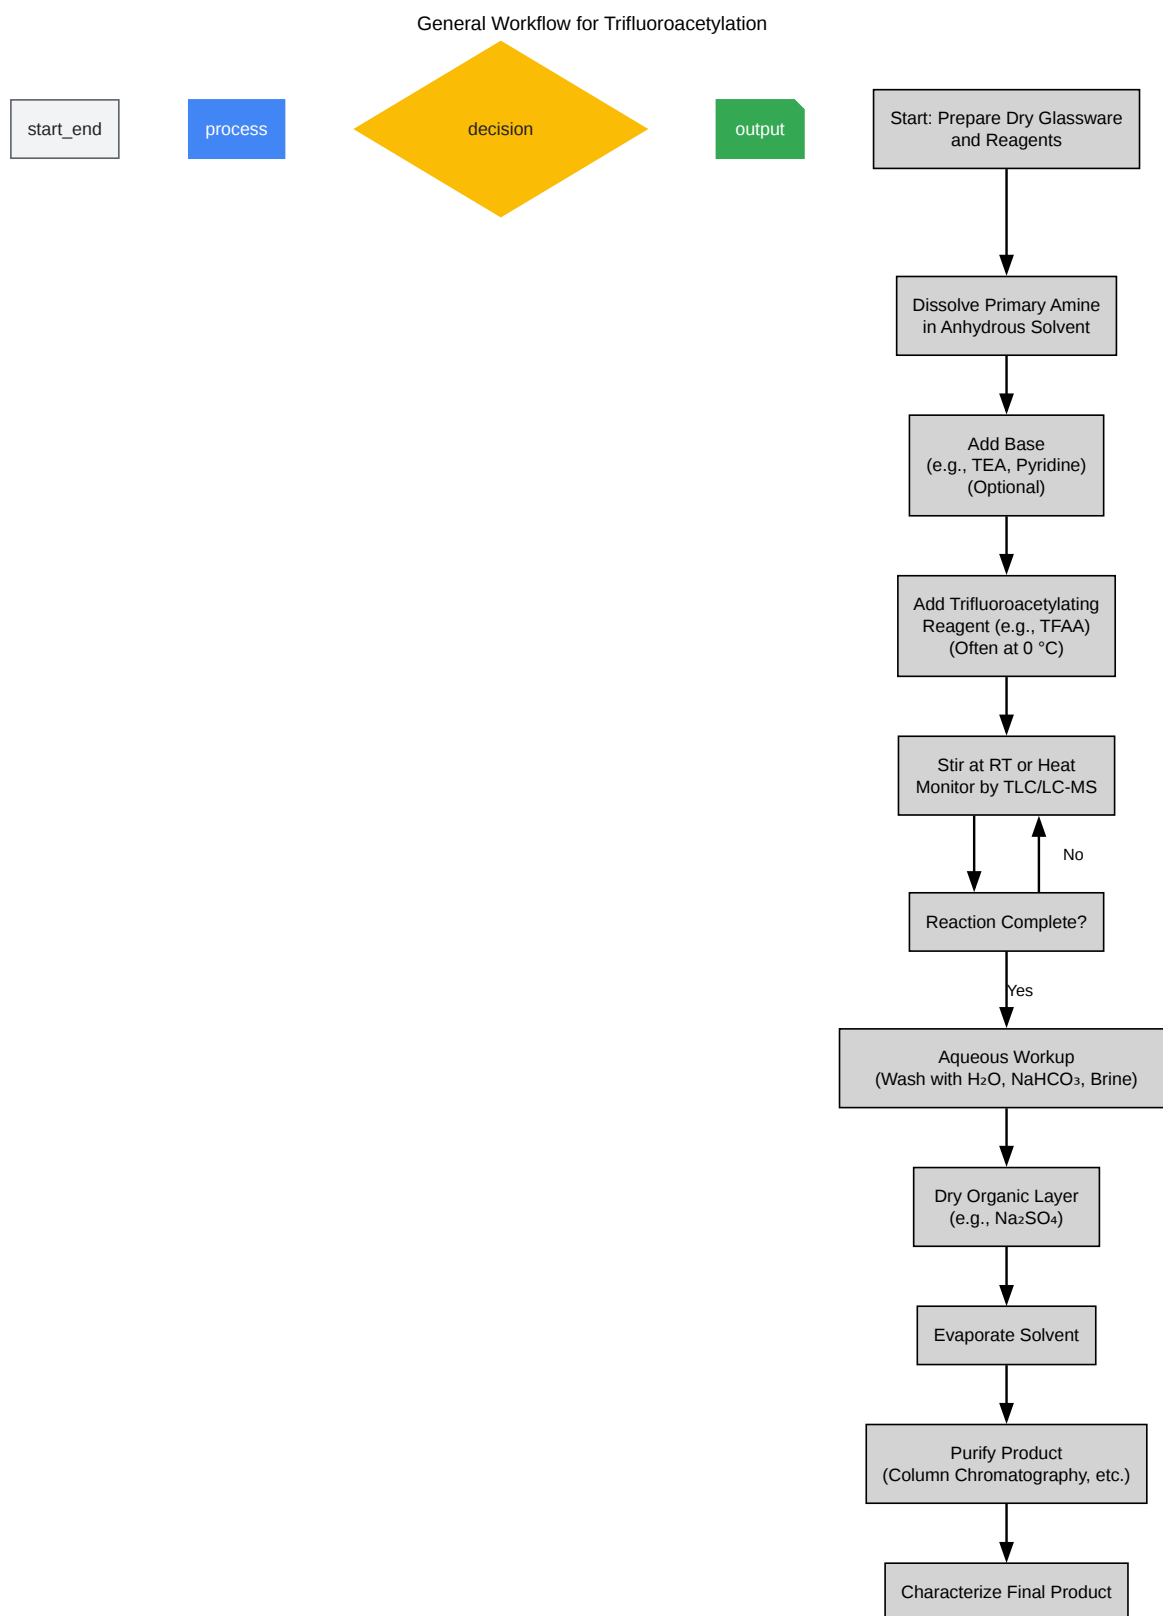 General Workflow for Trifluoroacetylation
start_end
process
decision
output
Start: Prepare Dry Glassware
and Reagents
Dissolve Primary Amine
in Anhydrous Solvent
Add Base
(e.g., TEA, Pyridine)
(Optional)
Add Trifluoroacetylating
Reagent (e.g., TFAA)
(Often at 0 °C)
Stir at RT or Heat
Monitor by TLC/LC-MS
No
Reaction Complete?
Yes
Aqueous Workup
(Wash with H₂O, NaHCO₃, Brine)
Dry Organic Layer
(e.g., Na₂SO₄)
Evaporate Solvent
Purify Product
(Column Chromatography, etc.)
Characterize Final Product